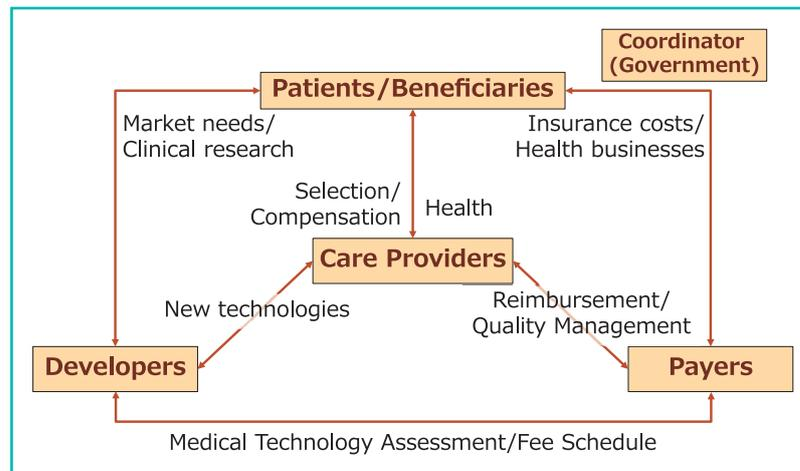 Coordinator
(Government)
Patients/Beneficiaries
Market needs/
Clinical research
Insurance costs/
Health businesses
Selection/
Compensation
Health
Care Providers
New technologies
Reimbursement/
Quality Management
Developers
Payers
Medical Technology Assessment/Fee Schedule